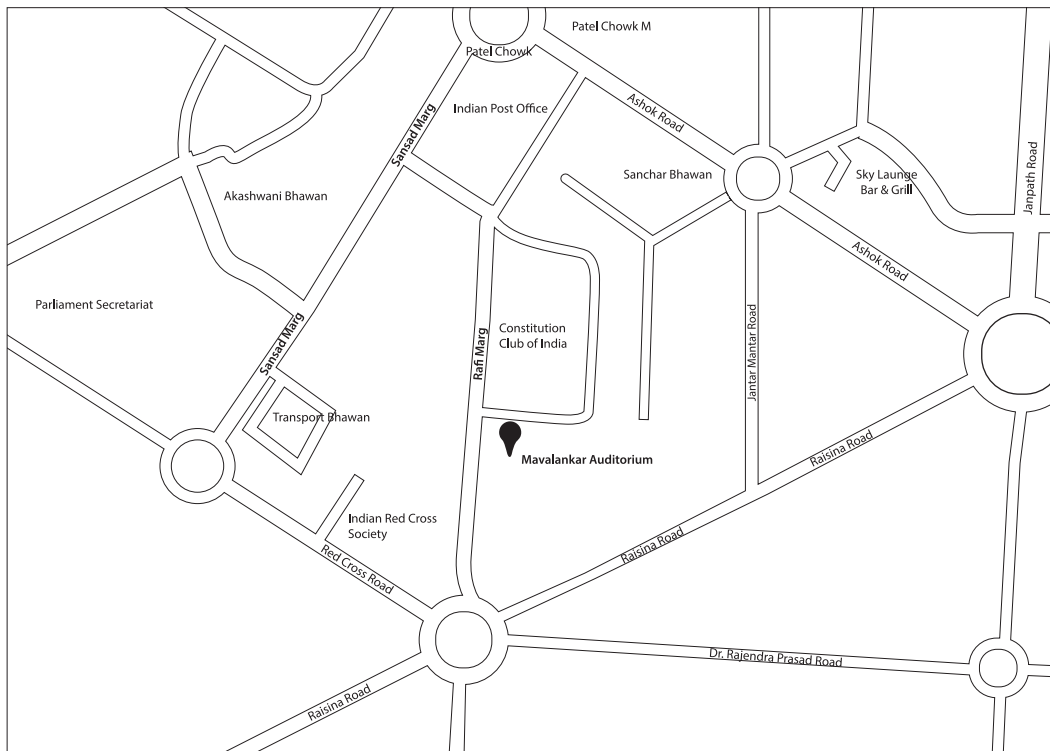 Patel Chowk M
Patel Chowk
Indian Post Office
Ashok Road
Sansad Marg
Sanchar Bhawan
Sky Launge
Bar & Grill
Janpath Road
Akashwani Bhawan
Ashok Road
Parliament Secretariat
Sansad Marg
Constitution
Club of India
Rafi Marg
Jantar Mantar Road
Transport Bhawan
Raisina Road
Mavalankar Auditorium
Indian Red Cross
Society
Raisina Road
Red Cross Road
Dr. Rajendra Prasad Road
Raisina Road